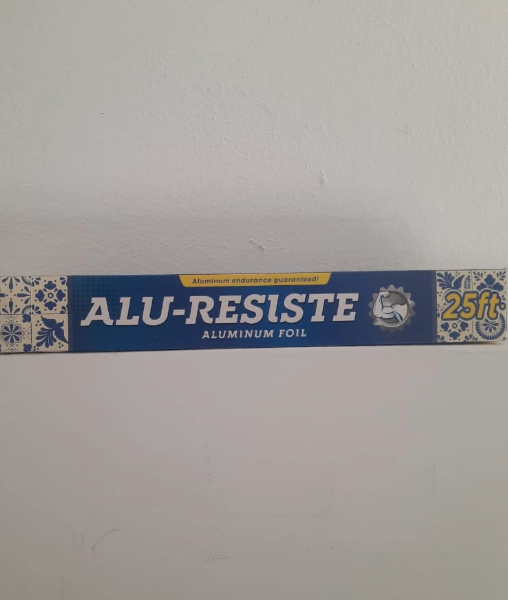 Aluminum endurance guaranteed!
ALU-RESISTE
ALUMINUM FOIL
25ft